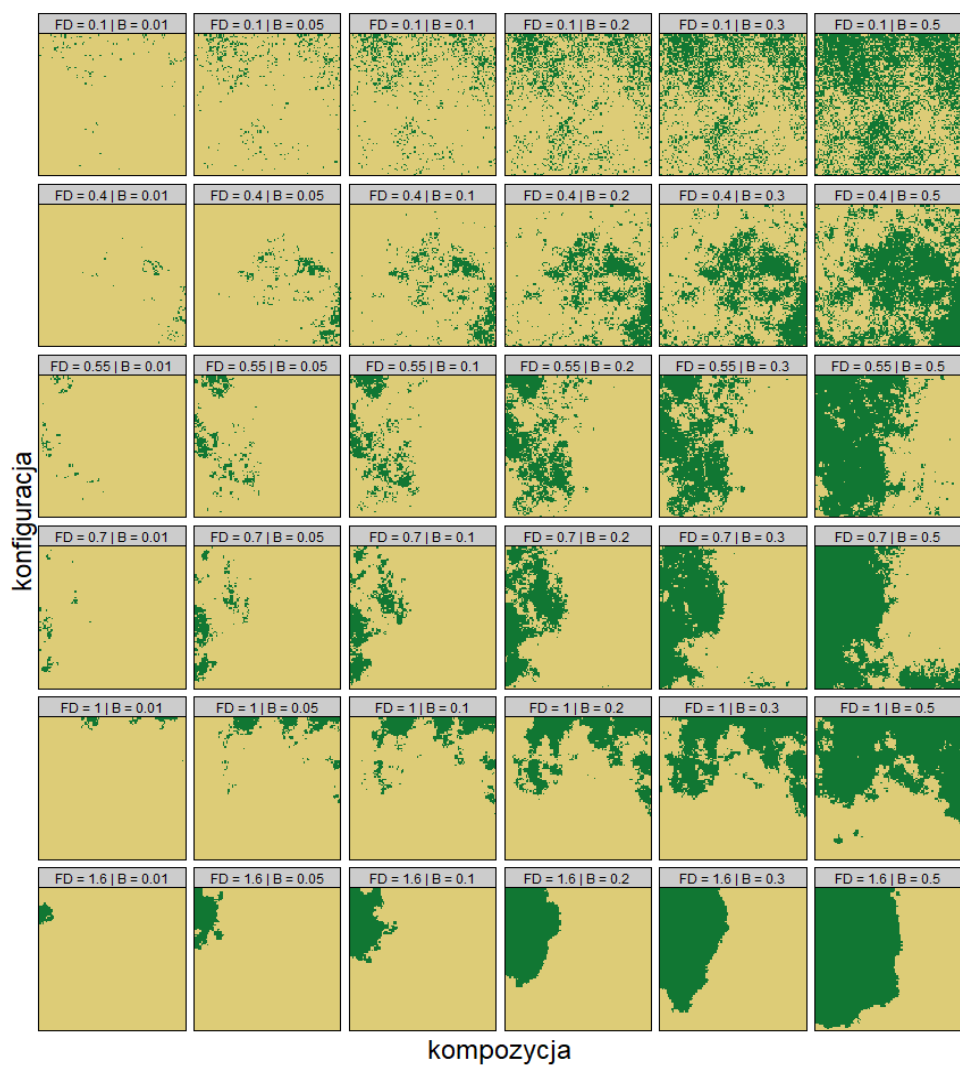 FD = 0.1 | B = 0.01 FD = 0.1 | B = 0.05 FD = 0.1 | B = 0.1 FD = 0.1 | B = 0.2 FD = 0.1 | B = 0.3 FD = 0.1 | B = 0.5
FD = 0.4 | B = 0.01 FD = 0.4 | B = 0.05 FD = 0.4 | B = 0.1 FD = 0.4 | B = 0.2 FD = 0.4 | B = 0.3 FD = 0.4 | B = 0.5
FD = 0.55 | B = 0.01 FD = 0.55 | B = 0.05 FD = 0.55 | B = 0.1 FD = 0.55 | B = 0.2 FD = 0.55 | B = 0.3 FD = 0.55 | B = 0.5
konfiguracja
FD = 0.7 | B = 0.01 FD = 0.7 | B = 0.05 FD = 0.7 | B = 0.1 FD = 0.7 | B = 0.2 FD = 0.7 | B = 0.3 FD = 0.7 | B = 0.5
FD = 1 | B = 0.01 FD = 1 | B = 0.05 FD = 1 | B = 0.1 FD = 1 | B = 0.2 FD = 1 | B = 0.3 FD = 1 | B = 0.5
FD = 1.6 | B = 0.01 FD = 1.6 | B = 0.05 FD = 1.6 | B = 0.1 FD = 1.6 | B = 0.2 FD = 1.6 | B = 0.3 FD = 1.6 | B = 0.5
kompozycja